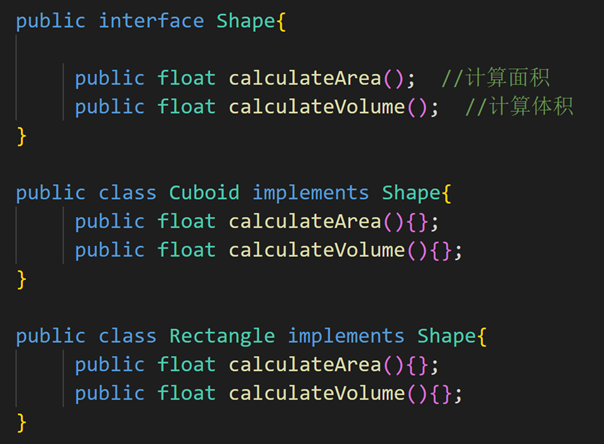 public interface Shape{
public float calculateArea(); //计算面积
public float calculateVolume(); //计算体积
}
public class Cuboid implements Shape{
public float calculateArea(){};
public float calculateVolume(){};
}
public class Rectangle implements Shape{
public float calculateArea(){};
public float calculateVolume(){};
}